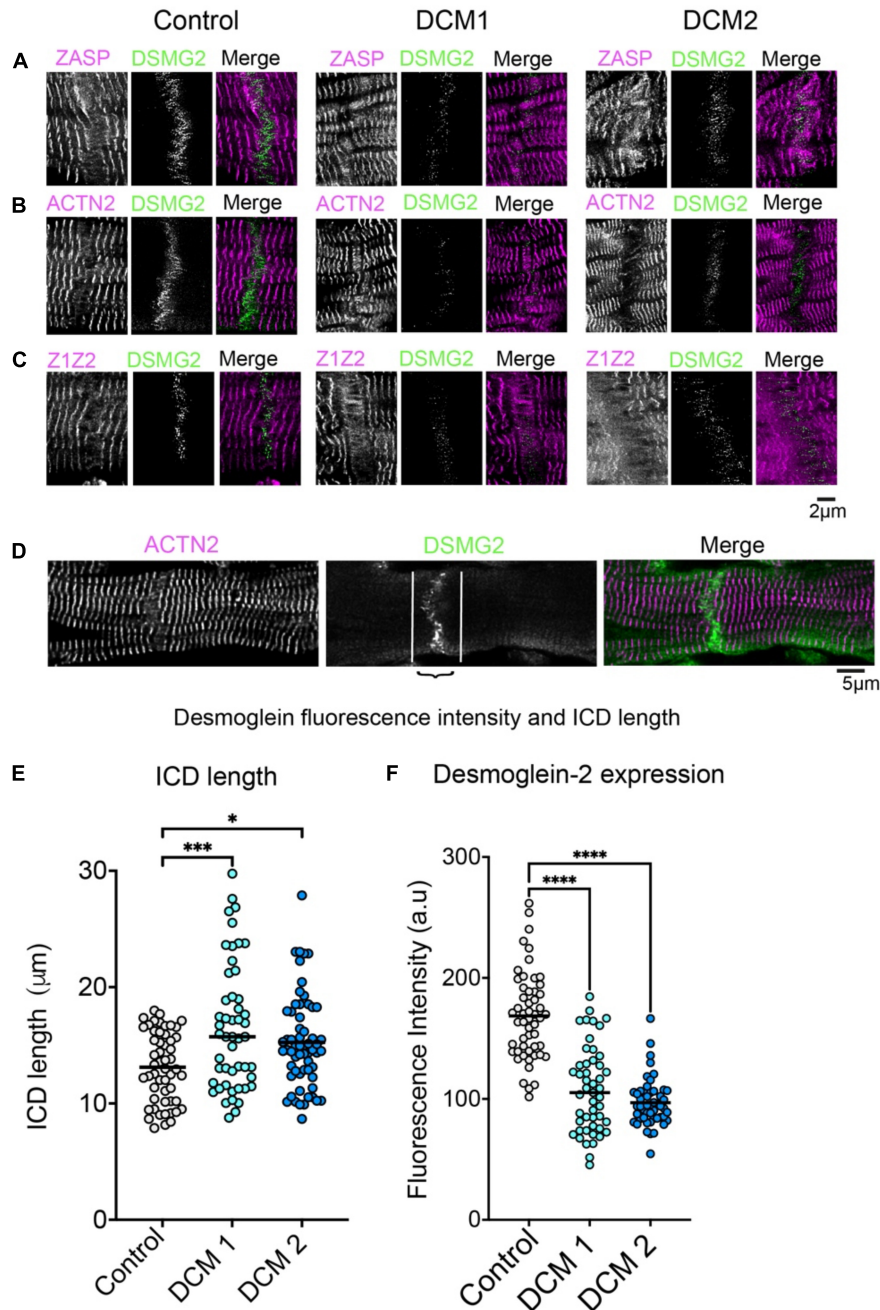 Control DCM1 DCM2
A ZASP DSMG2 Merge ZASP DSMG2 Merge ZASP DSMG2 Merge
B ACTN2 DSMG2 Merge ACTN2 DSMG2 Merge ACTN2 DSMG2 Merge
C Z1Z2 DSMG2 Merge Z1Z2 DSMG2 Merge Z1Z2 DSMG2 Merge
2μm
D ACTN2 DSMG2 Merge
5μm
Desmoglein fluorescence intensity and ICD length
E ICD length
*
***
30
20
10
0
ICD length (μm)
Control DCM 1 DCM 2
F Desmoglein-2 expression
****
****
300
200
100
0
Fluorescence Intensity (a.u)
Control DCM 1 DCM 2